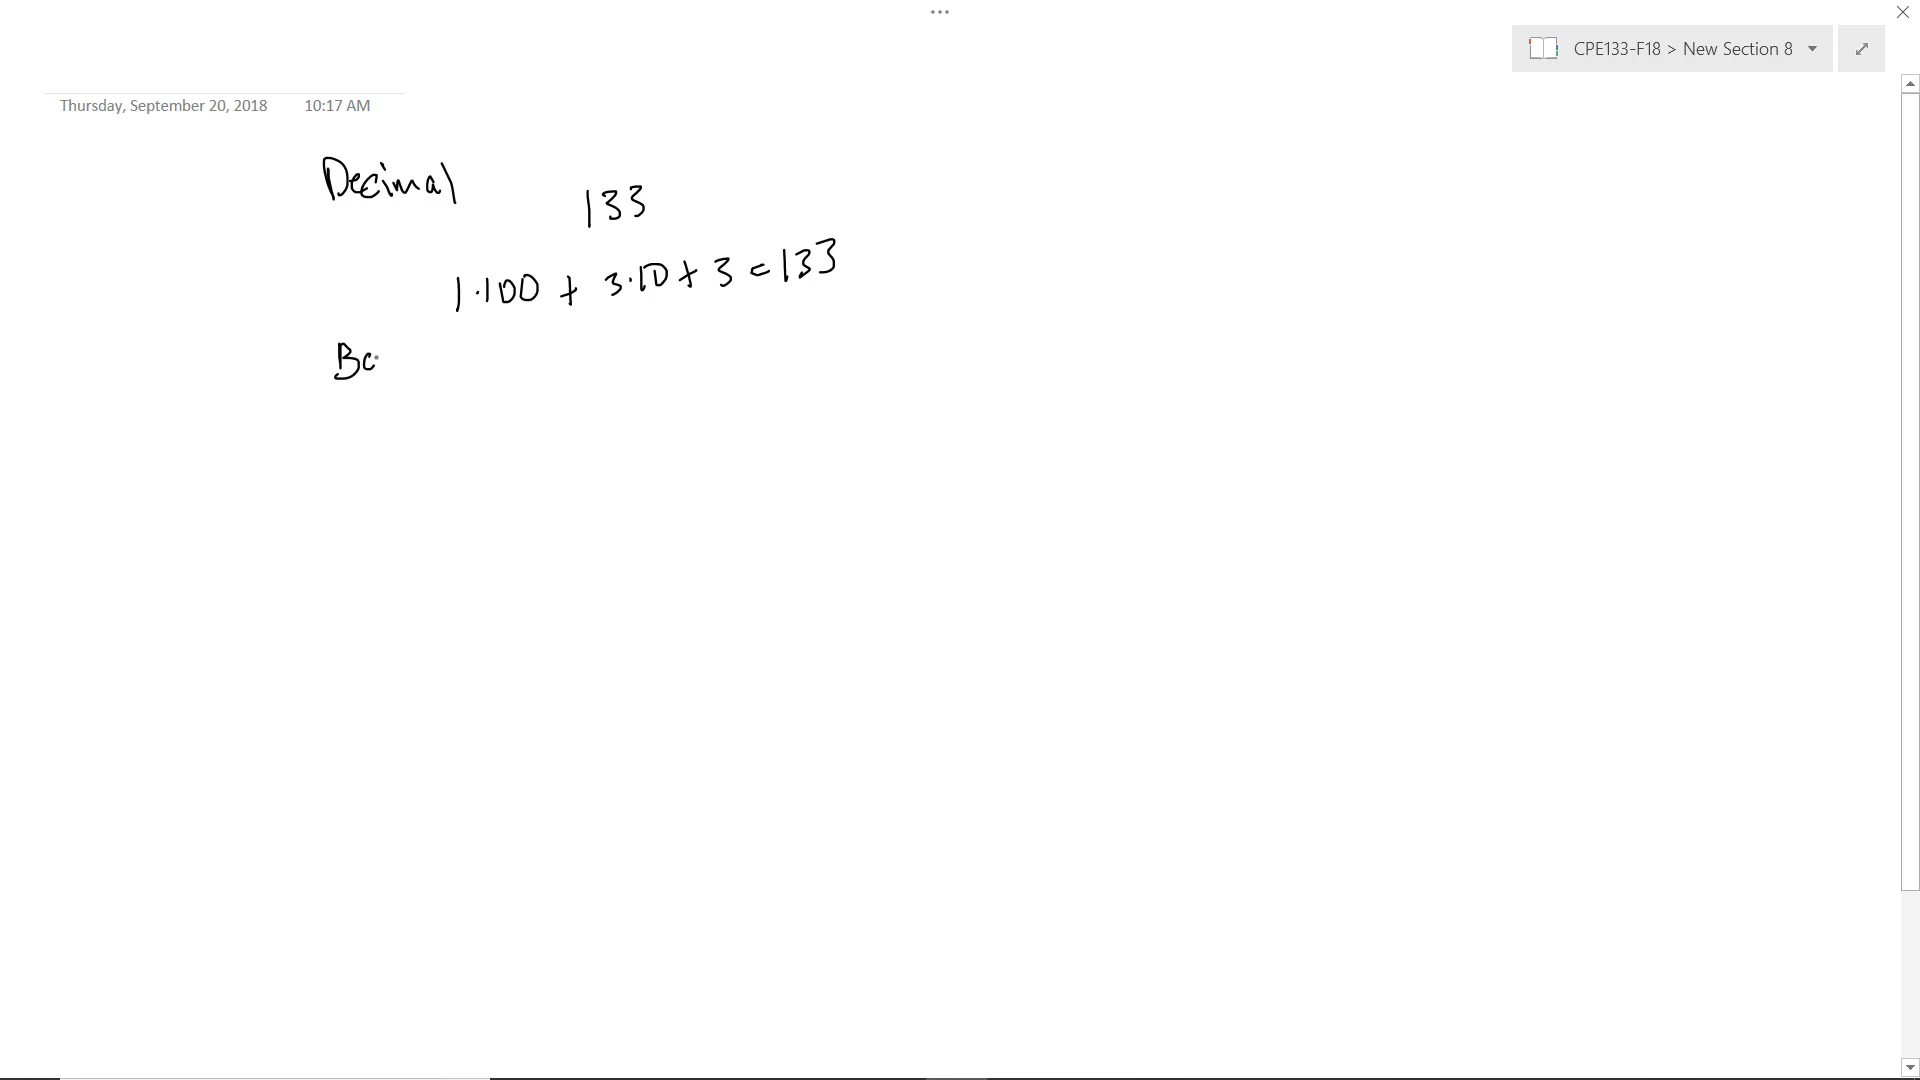 CPE133-F18 > New Section 8
Thursday, September 20, 2018 10:17 AM
Decimal
133
1·100 + 3·10 + 3 = 133
Ba